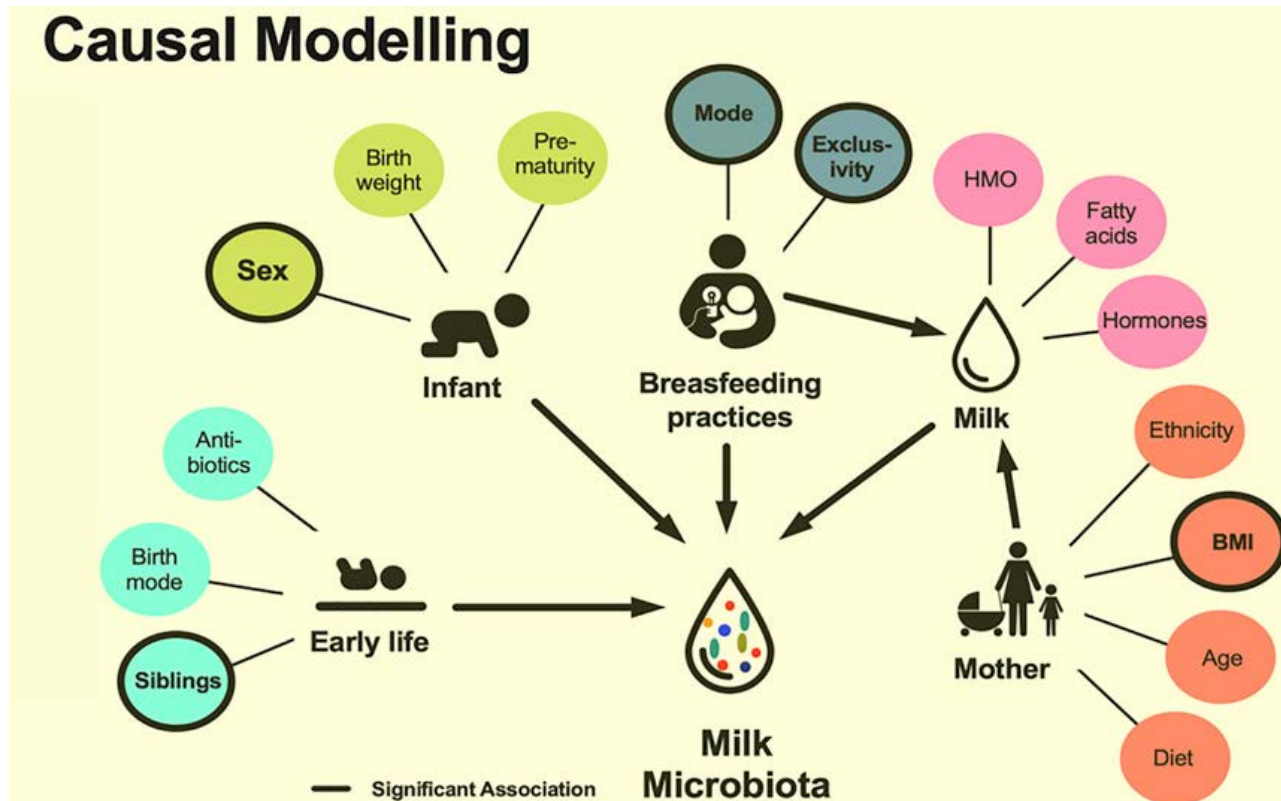 Causal Modelling
Mode
Exclus-
ivity
Birth
weight
Pre-
maturity
HMO
Fatty
acids
Sex
Hormones
Infant
Breasfeeding
practices
Milk
Anti-
biotics
Ethnicity
Birth
mode
BMI
Early life
Siblings
Mother
Age
Diet
Milk
Microbiota
Significant Association